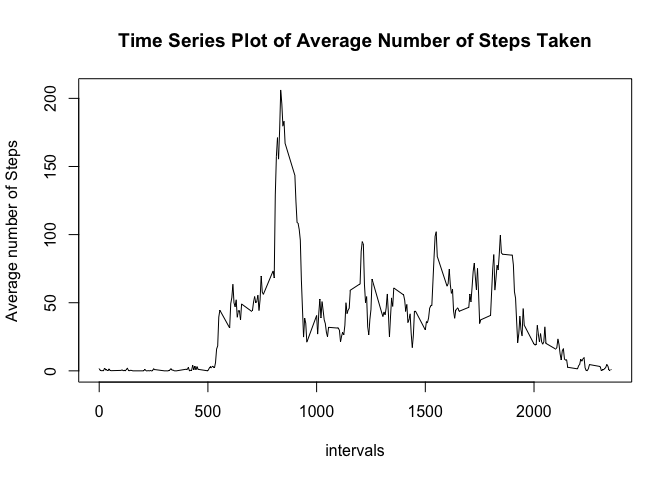 Time Series Plot of Average Number of Steps Taken
Average number of Steps
200
150
100
50
0
0 500 1000 1500 2000
intervals